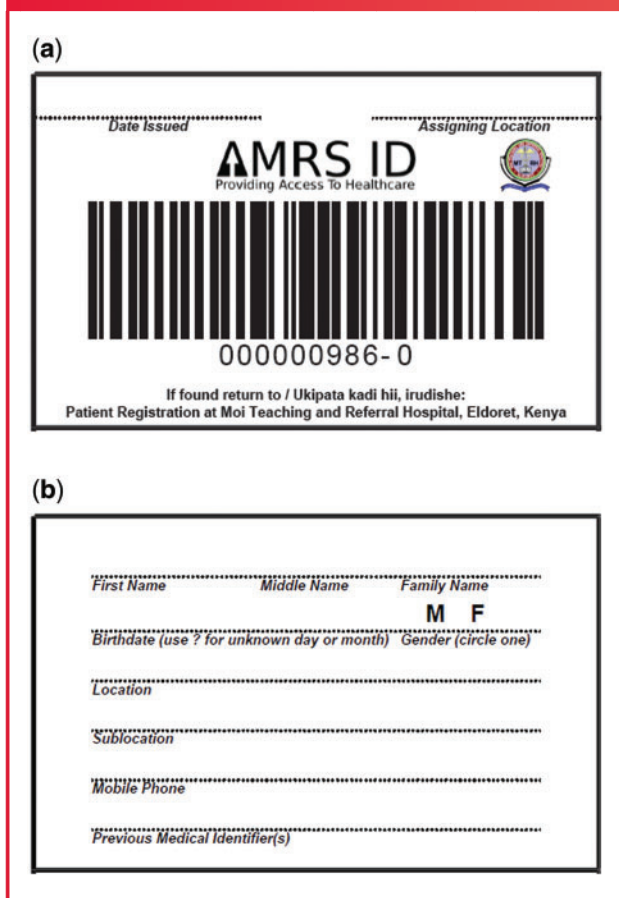 (a)
Date Issued Assigning Location
AMRS ID
Providing Access To Healthcare
000000986-0
If found return to / Ukipata kadi hii, irudishe:
Patient Registration at Moi Teaching and Referral Hospital, Eldoret, Kenya
(b)
First Name Middle Name Family Name
M F
Birthdate (use ? for unknown day or month) Gender (circle one)
Location
Sublocation
Mobile Phone
Previous Medical Identifier(s)